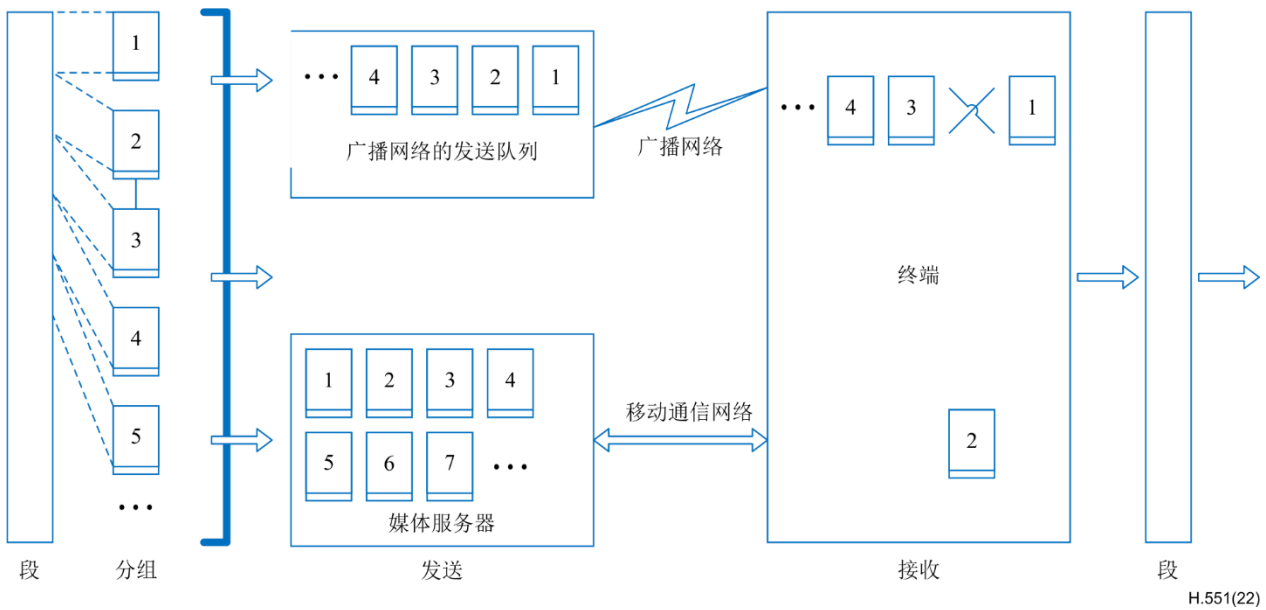 1
2
3
4
5
…
段
分组
… 4 3 2 1
广播网络的发送队列
1 2 3 4
5 6 7 …
媒体服务器
发送
广播网络
移动通信网络
… 4 3 1
终端
2
接收
段
H.551(22)